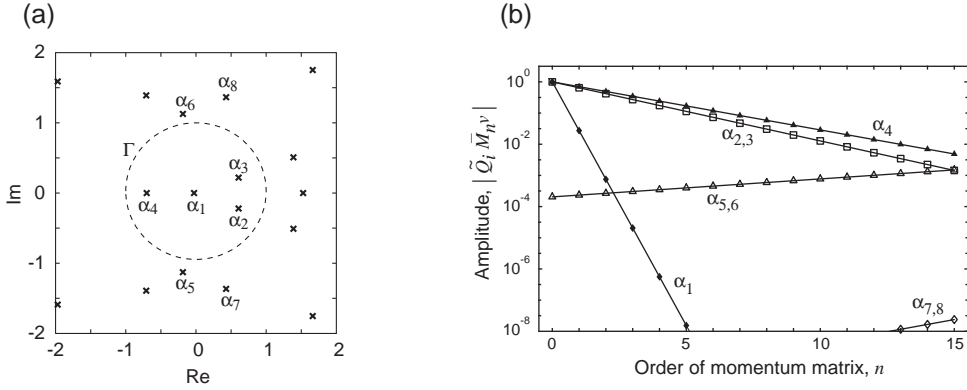 (a)
2
1
0
-1
-2
Im
-2
-1
0
1
2
Re
Γ
α6
α8
α3
α4
α1
α2
α5
α7
(b)
10^0
10^-2
10^-4
10^-6
10^-8
Amplitude, | Q̃_i M̄_n v |
0
5
10
15
Order of momentum matrix, n
α4
α2,3
α5,6
α1
α7,8